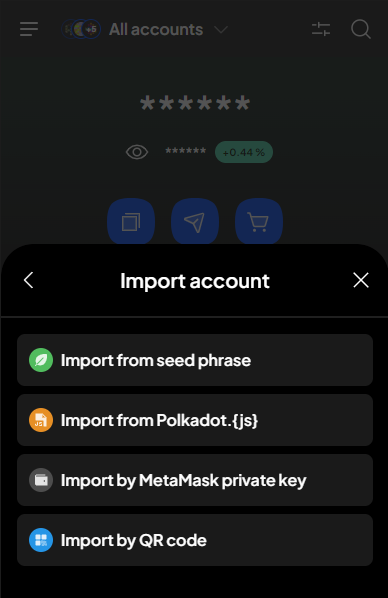 +5 All accounts
******
****** +0.44 %
Import account
Import from seed phrase
JS Import from Polkadot.{js}
Import by MetaMask private key
Import by QR code